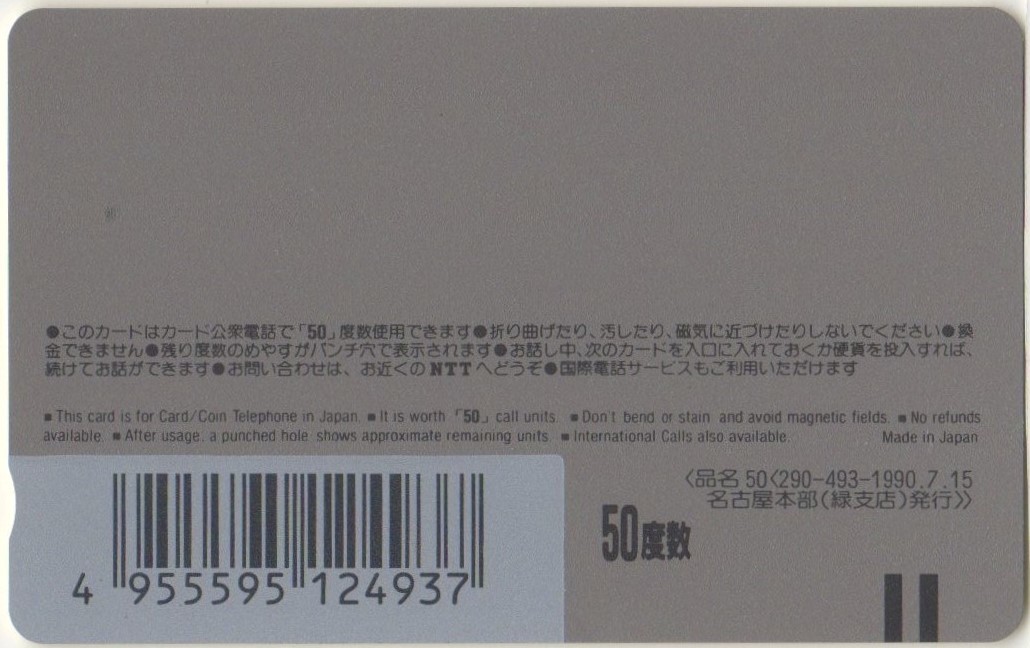 ●このカードはカード公衆電話で「50」度数使用できます●折り曲げたり、汚したり、磁気に近づけたりしないでください●換
金できません●残り度数のめやすがパンチ穴で表示されます●お話し中、次のカードを入口に入れておくか硬貨を投入すれば、
続けてお話ができます●お問い合わせは、お近くのNTTへどうぞ●国際電話サービスもご利用いただけます
■This card is for Card/Coin Telephone in Japan. ■It is worth 「50」 call units. ■Don't bend or stain and avoid magnetic fields. ■No refunds
available. ■After usage, a punched hole shows approximate remaining units. ■International Calls also available. Made in Japan
〈品名 50〈290-493-1990.7.15
名古屋本部(緑支店)発行〉〉
50度数
4 955595 124937